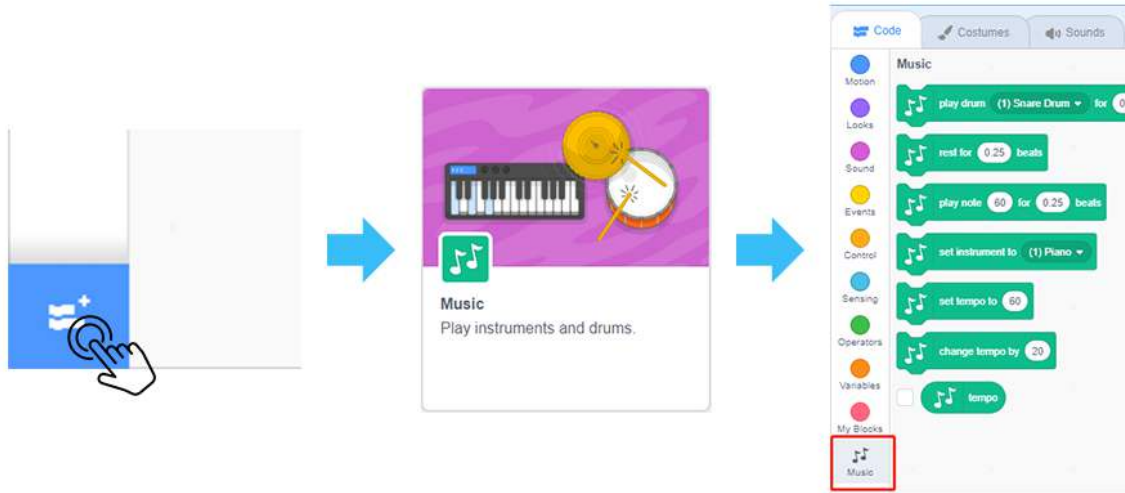 Music
Play instruments and drums.
Code
Costumes
Sounds
Motion
Looks
Sound
Events
Control
Sensing
Operators
Variables
My Blocks
Music
Music
play drum (1) Snare Drum for 0
rest for 0.25 beats
play note 60 for 0.25 beats
set instrument to (1) Piano
set tempo to 60
change tempo by 20
tempo